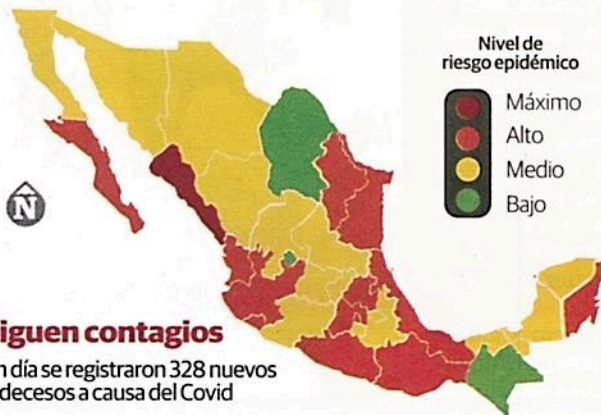 Nivel de
riesgo epidémico
Máximo
Alto
Medio
Bajo
N
iguen contagios
n día se registraron 328 nuevos
decesos a causa del Covid